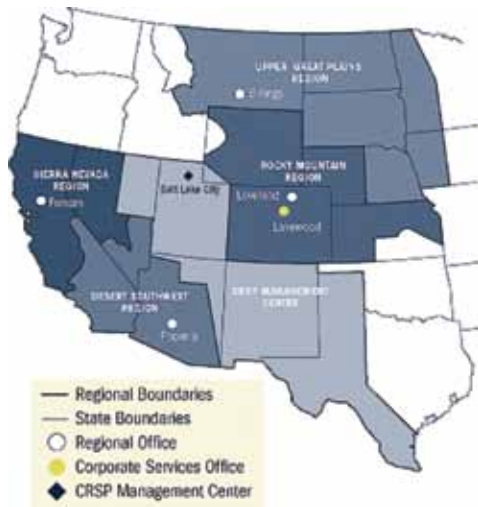 UPPER GREAT PLAINS
REGION
Billings
SIERRA NEVADA
REGION
Folsom
Salt Lake City
ROCKY MOUNTAIN
REGION
Loveland
Lakewood
CRSP MANAGEMENT
CENTER
DESERT SOUTHWEST
REGION
Phoenix
Regional Boundaries
State Boundaries
Regional Office
Corporate Services Office
CRSP Management Center